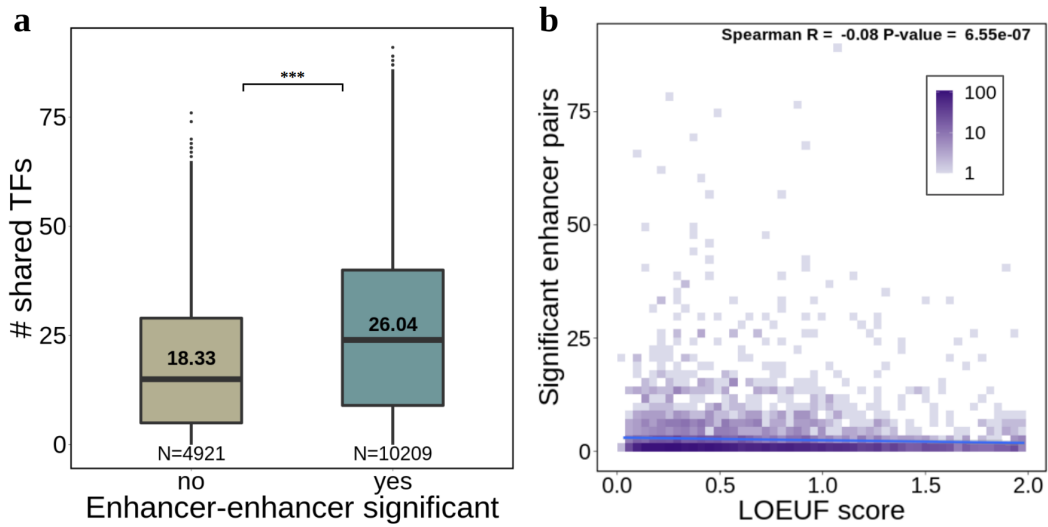 a
# shared TFs
75
50
25
0
***
18.33
26.04
N=4921
N=10209
no
yes
Enhancer-enhancer significant
b
Spearman R = -0.08 P-value = 6.55e-07
Significant enhancer pairs
75
50
25
0
100
10
1
0.0
0.5
1.0
1.5
2.0
LOEUF score